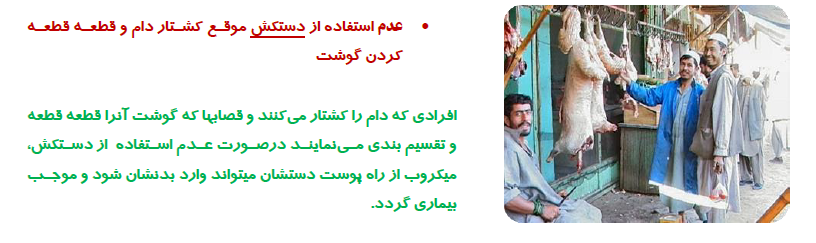 • عدم استفاده از دستکش موقع کشتار دام و قطعه قطعه
کردن گوشت
افرادی که دام را کشتار می‌کنند و قصابها که گوشت آنرا قطعه قطعه
و تقسیم بندی می‌نمایند درصورت عدم استفاده از دستکش،
میکروب از راه پوست دستشان میتواند وارد بدنشان شود و موجب
بیماری گردد.